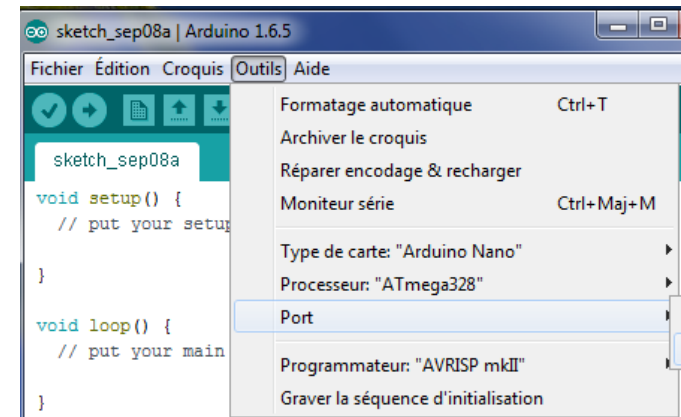 sketch_sep08a | Arduino 1.6.5
Fichier Édition Croquis Outils Aide
Formatage automatique Ctrl+T
Archiver le croquis
sketch_sep08a
Réparer encodage & recharger
void setup() {
Moniteur série Ctrl+Maj+M
// put your setup
Type de carte: "Arduino Nano"
}
Processeur: "ATmega328"
Port
void loop() {
// put your main
Programmateur: "AVRISP mkII"
}
Graver la séquence d'initialisation